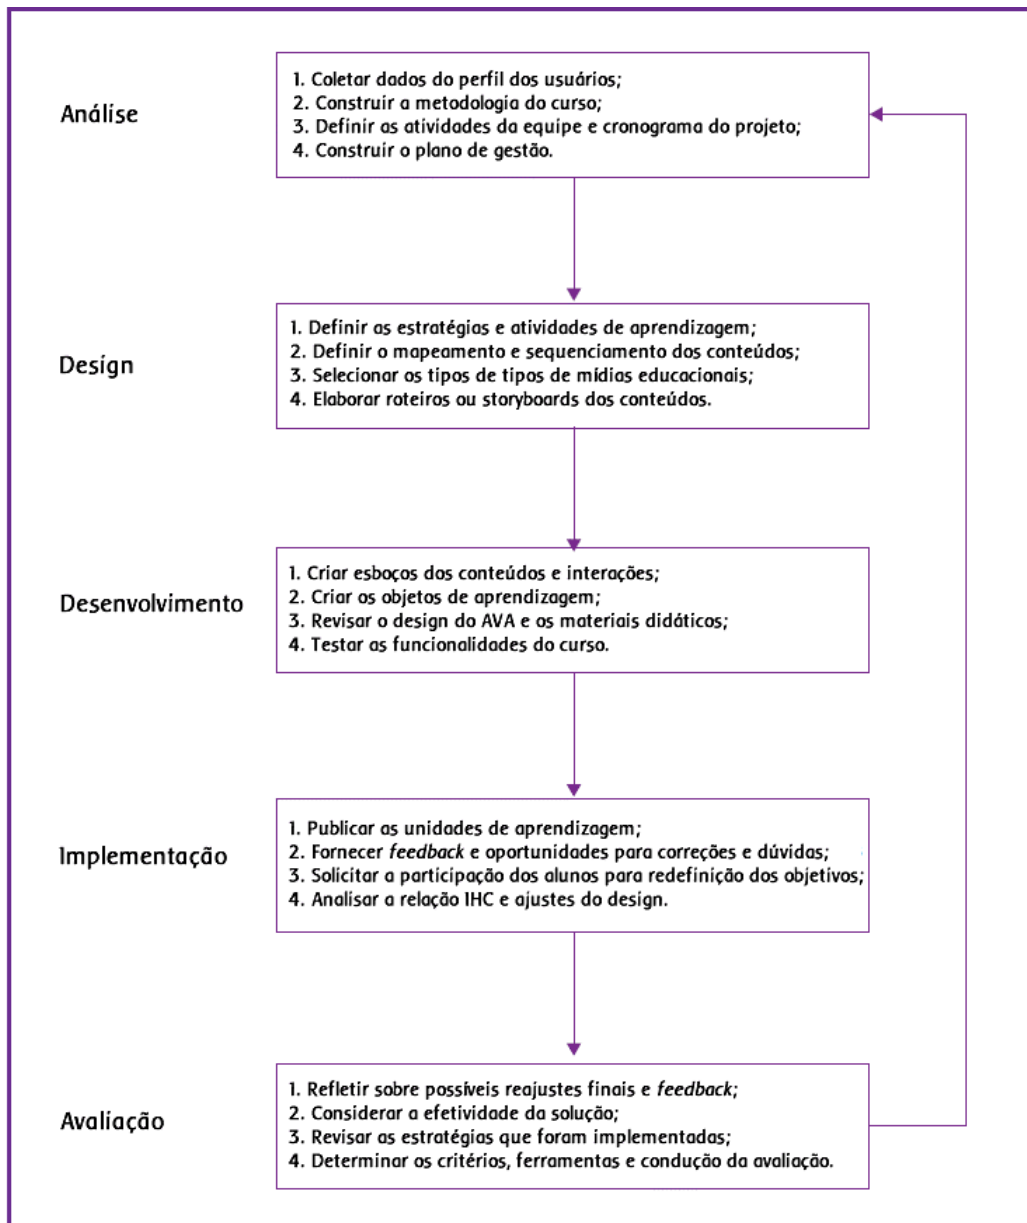 Análise
1. Coletar dados do perfil dos usuários;
2. Construir a metodologia do curso;
3. Definir as atividades da equipe e cronograma do projeto;
4. Construir o plano de gestão.
Design
1. Definir as estratégias e atividades de aprendizagem;
2. Definir o mapeamento e sequenciamento dos conteúdos;
3. Selecionar os tipos de tipos de mídias educacionais;
4. Elaborar roteiros ou storyboards dos conteúdos.
Desenvolvimento
1. Criar esboços dos conteúdos e interações;
2. Criar os objetos de aprendizagem;
3. Revisar o design do AVA e os materiais didáticos;
4. Testar as funcionalidades do curso.
Implementação
1. Publicar as unidades de aprendizagem;
2. Fornecer feedback e oportunidades para correções e dúvidas;
3. Solicitar a participação dos alunos para redefinição dos objetivos;
4. Analisar a relação IHC e ajustes do design.
Avaliação
1. Refletir sobre possíveis reajustes finais e feedback;
2. Considerar a efetividade da solução;
3. Revisar as estratégias que foram implementadas;
4. Determinar os critérios, ferramentas e condução da avaliação.